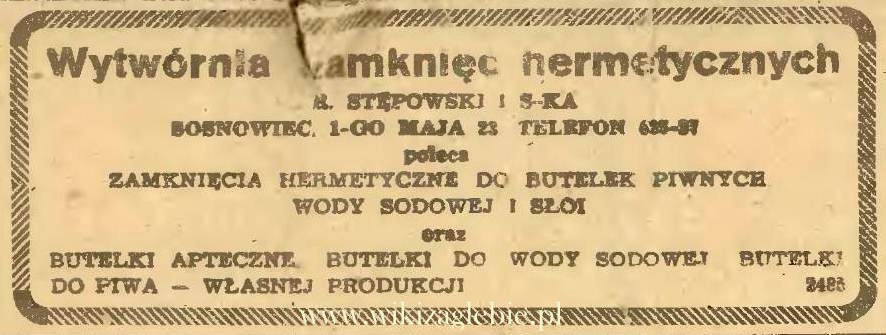 Wytwórnia zamknięć hermetycznych
STĘPOWSKI I S-KA
SOSNOWIEC, 1-GO MAJA 23 TELEFON
poleca
ZAMKNIĘCIA HERMETYCZNE DO BUTELEK PIWNYCH
WODY SODOWEJ I SŁOI
oraz
BUTELKI APTECZNE, BUTELKI DO WODY SODOWEJ BUTELKI
DO PIWA — WŁASNEJ PRODUKCJI 2486
www.wikizaglebie.pl